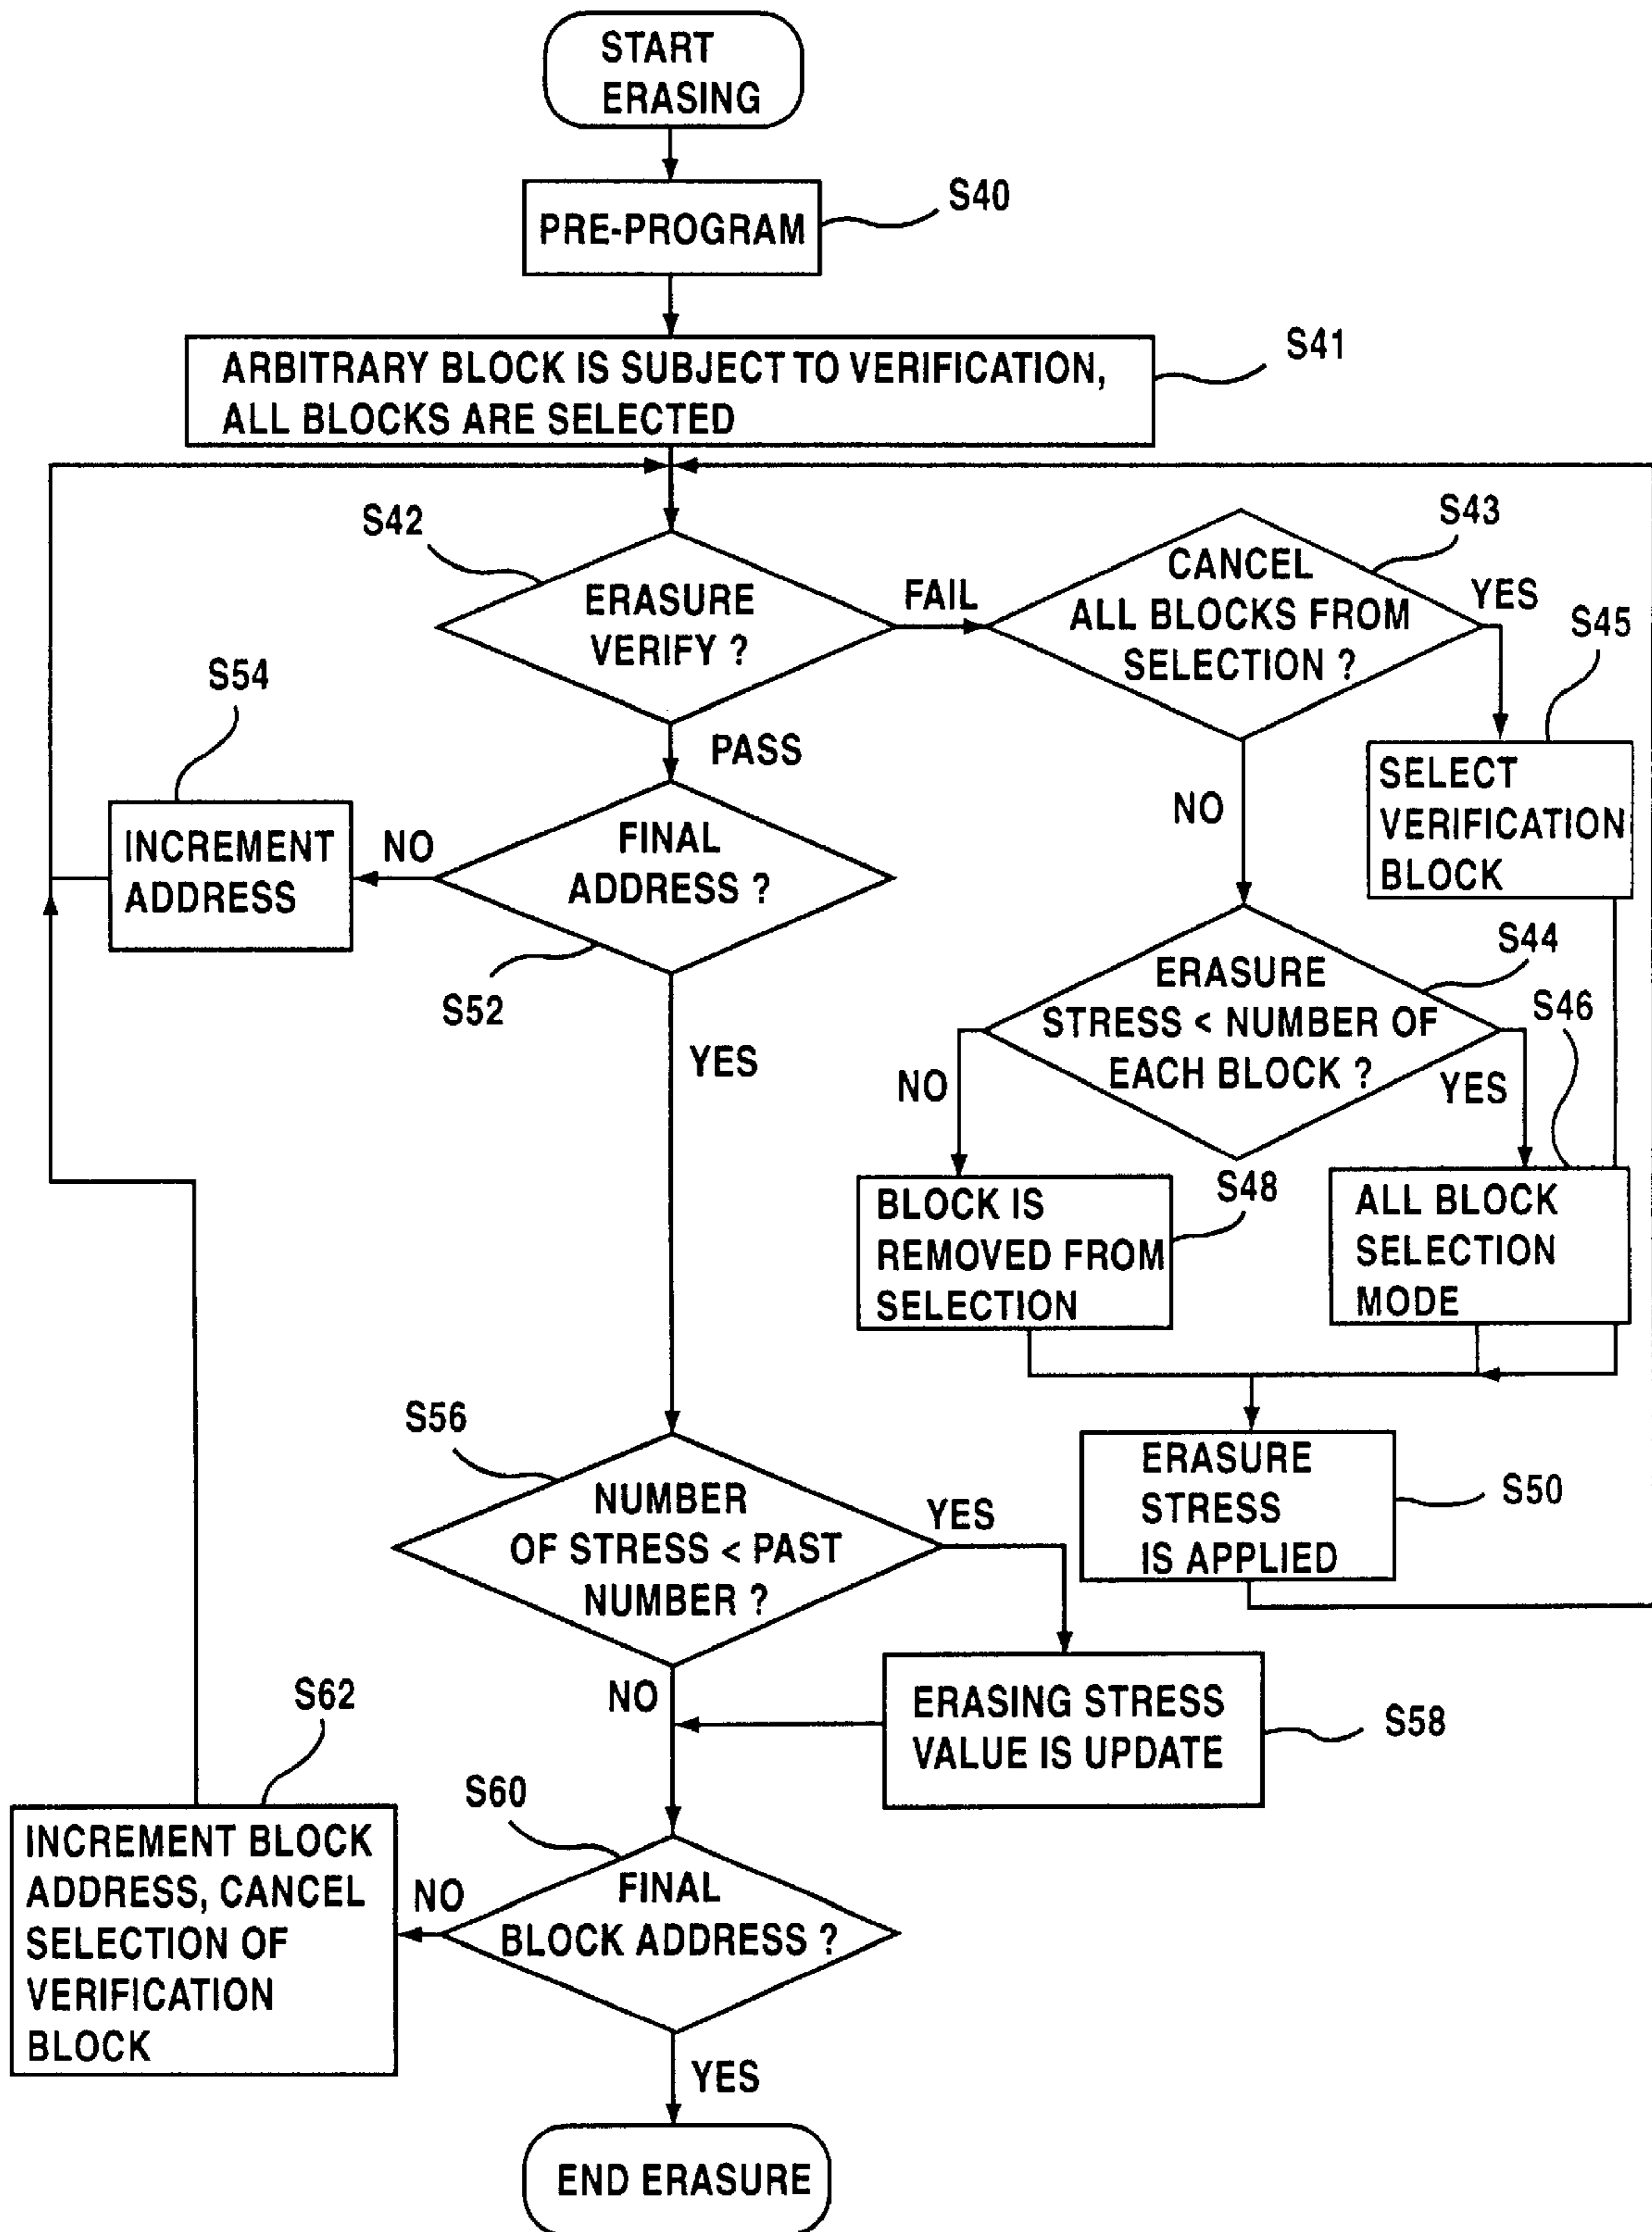 START
ERASING
S40
PRE-PROGRAM
S41
ARBITRARY BLOCK IS SUBJECT TO VERIFICATION,
ALL BLOCKS ARE SELECTED
S42
ERASURE
VERIFY ?
FAIL
S43
CANCEL
ALL BLOCKS FROM
SELECTION ?
YES
S45
SELECT
VERIFICATION
BLOCK
S54
INCREMENT
ADDRESS
PASS
NO
FINAL
ADDRESS ?
S52
YES
NO
S44
ERASURE
STRESS < NUMBER OF
EACH BLOCK ?
S46
NO
YES
S48
BLOCK IS
REMOVED FROM
SELECTION
ALL BLOCK
SELECTION
MODE
S50
ERASURE
STRESS
IS APPLIED
S56
NUMBER
OF STRESS < PAST
NUMBER ?
YES
NO
S58
ERASING STRESS
VALUE IS UPDATE
S62
INCREMENT BLOCK
ADDRESS, CANCEL
SELECTION OF
VERIFICATION
BLOCK
S60
NO
FINAL
BLOCK ADDRESS ?
YES
END ERASURE